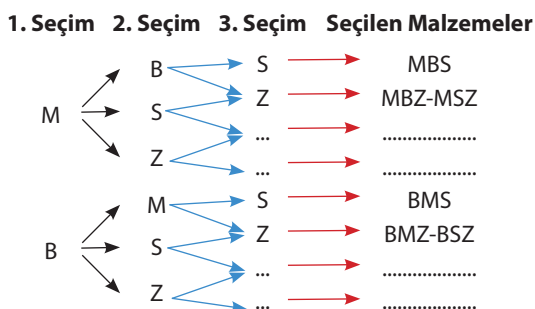 1. Seçim 2. Seçim 3. Seçim Seçilen Malzemeler
B S MBS
M S Z MBZ-MSZ
... ...................
Z ... ...................
M S BMS
B S Z BMZ-BSZ
... ...................
Z ... ...................